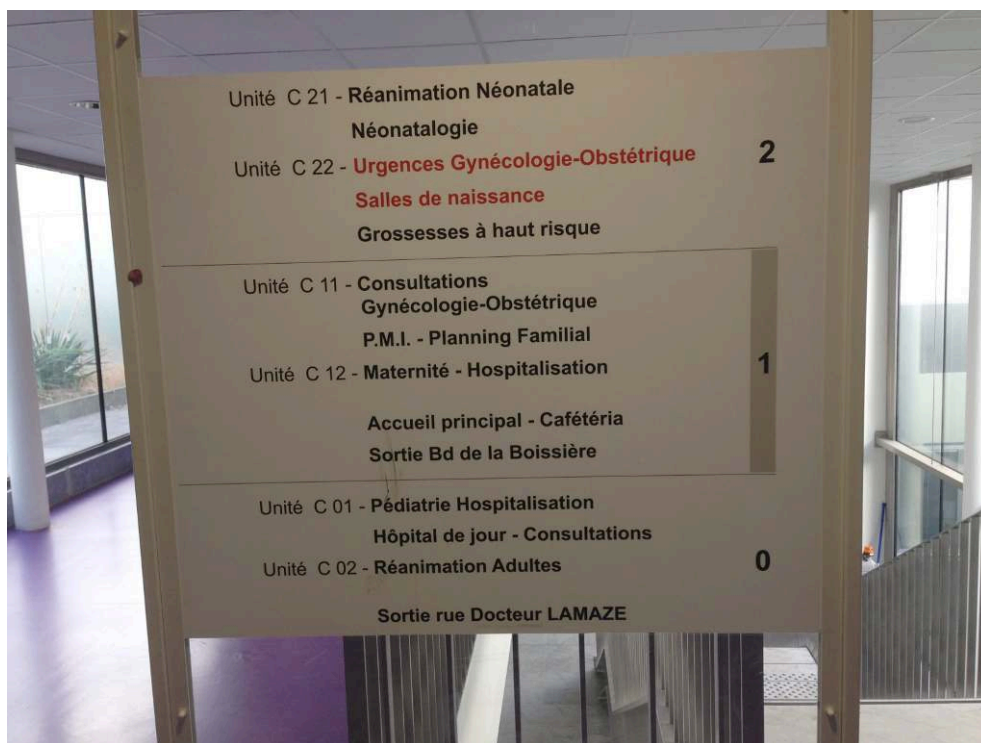 Unité C 21 - Réanimation Néonatale
Néonatalogie
Unité C 22 - Urgences Gynécologie-Obstétrique
2
Salles de naissance
Grossesses à haut risque
Unité C 11 - Consultations
Gynécologie-Obstétrique
P.M.I. - Planning Familial
Unité C 12 - Maternité - Hospitalisation
1
Accueil principal - Cafétéria
Sortie Bd de la Boissière
Unité C 01 - Pédiatrie Hospitalisation
Hôpital de jour - Consultations
Unité C 02 - Réanimation Adultes
0
Sortie rue Docteur LAMAZE